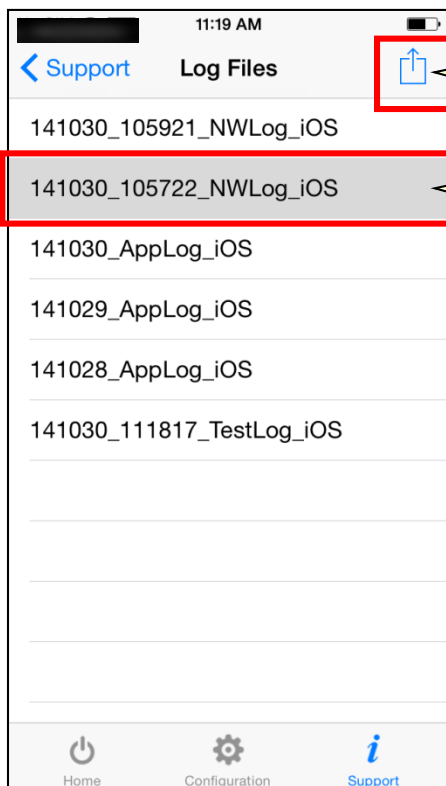 11:19 AM
Support Log Files
141030_105921_NWLog_iOS
141030_105722_NWLog_iOS
141030_AppLog_iOS
141029_AppLog_iOS
141028_AppLog_iOS
141030_111817_TestLog_iOS
Home Configuration Support